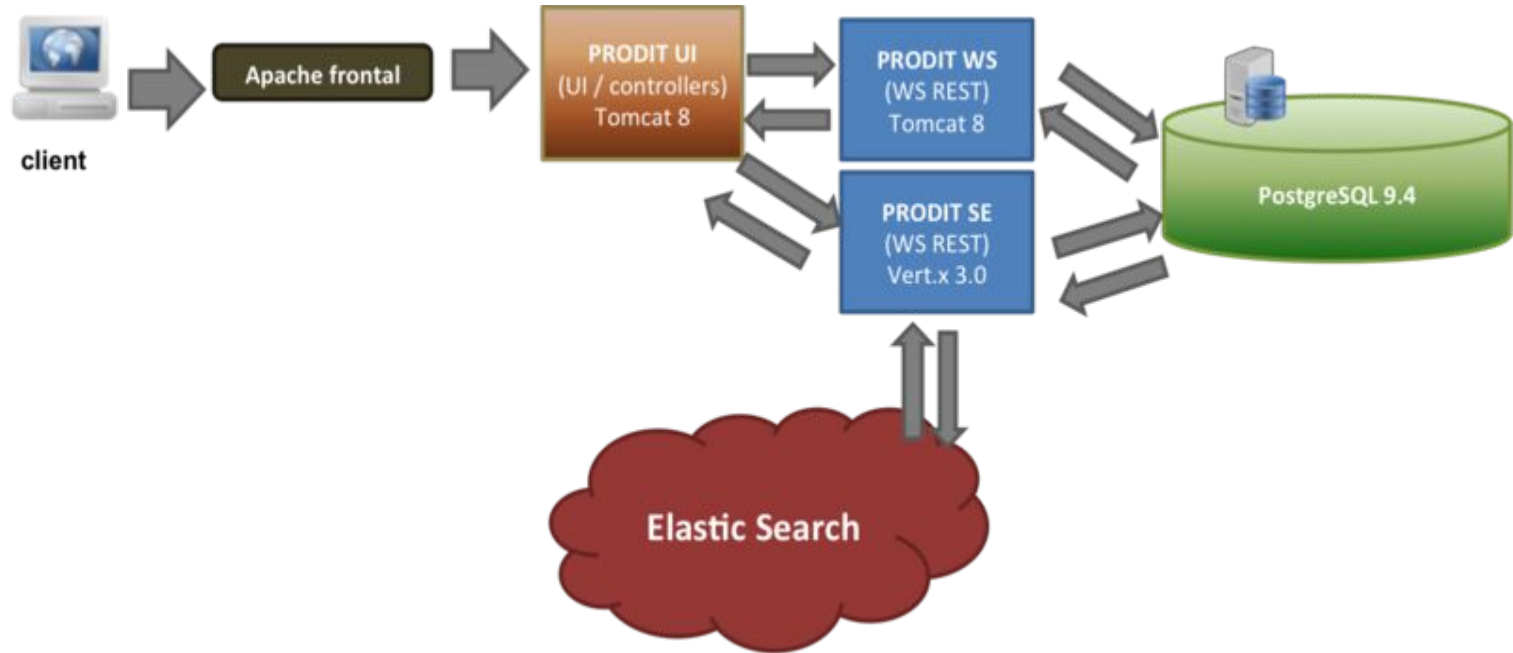 client
Apache frontal
PRODIT UI
(UI / controllers)
Tomcat 8
PRODIT WS
(WS REST)
Tomcat 8
PRODIT SE
(WS REST)
Vert.x 3.0
PostgreSQL 9.4
Elastic Search